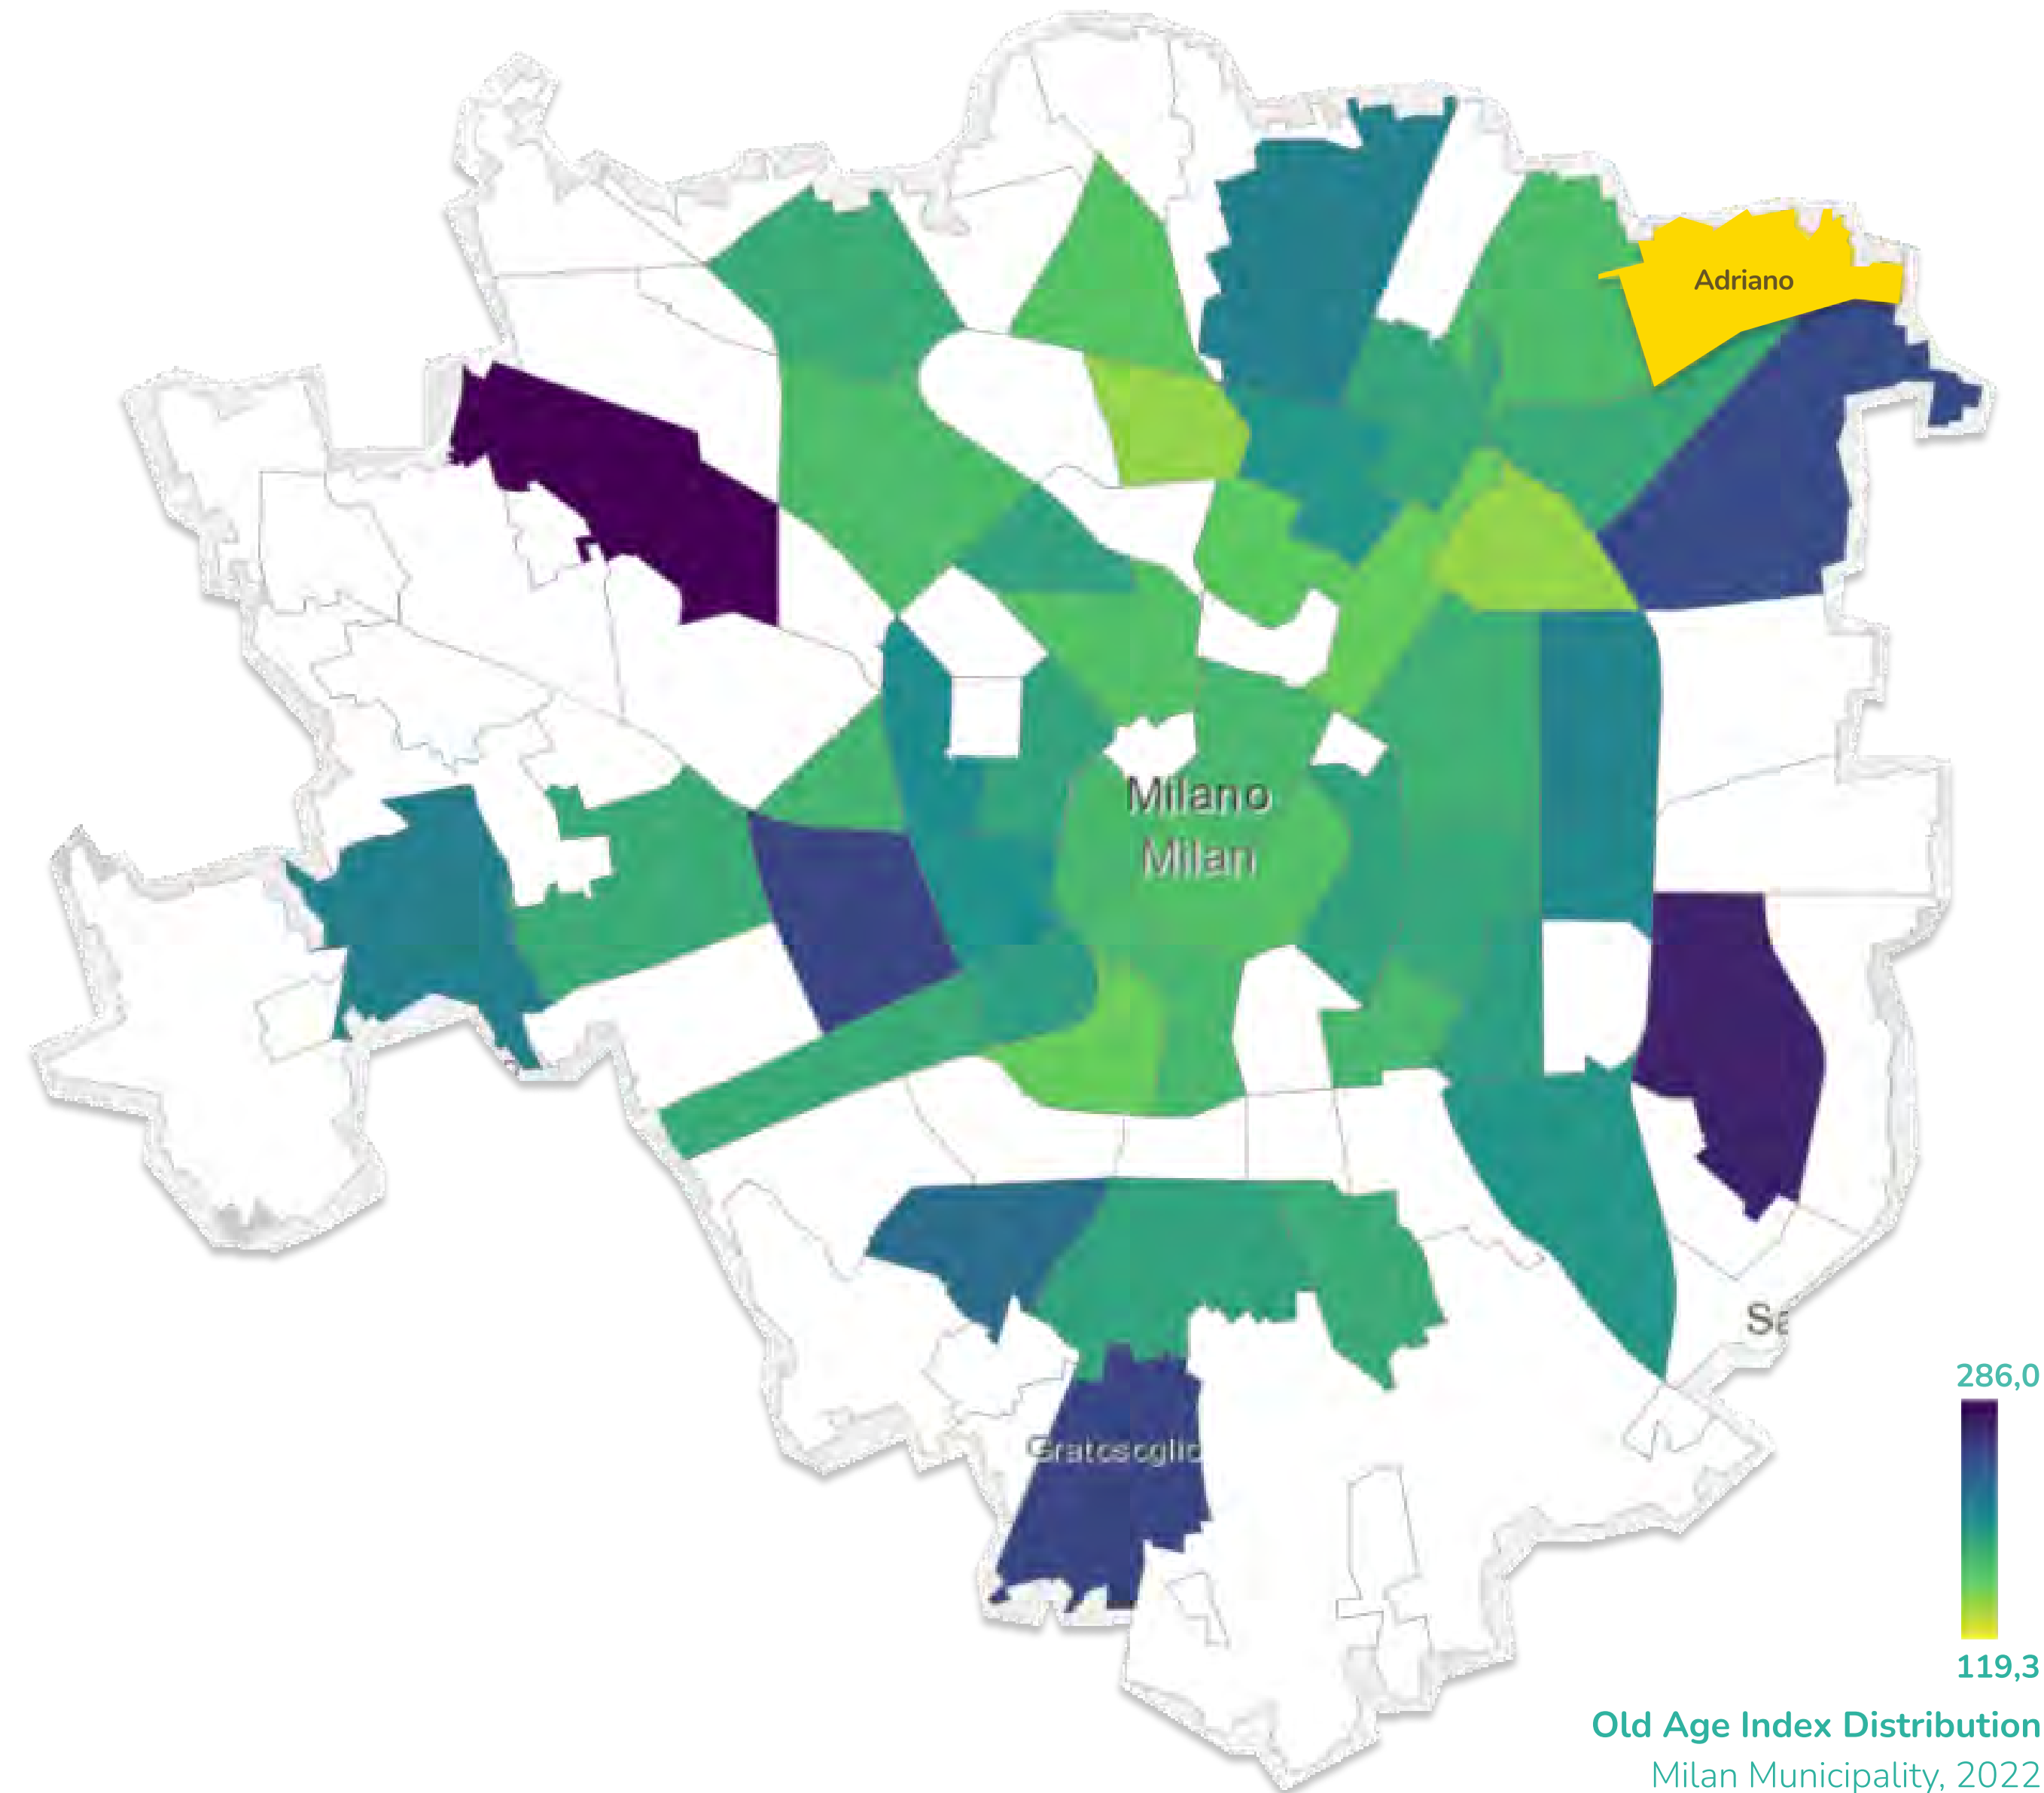 Adriano
Milano
Milan
286,0
119,3
Old Age Index Distribution
Milan Municipality, 2022